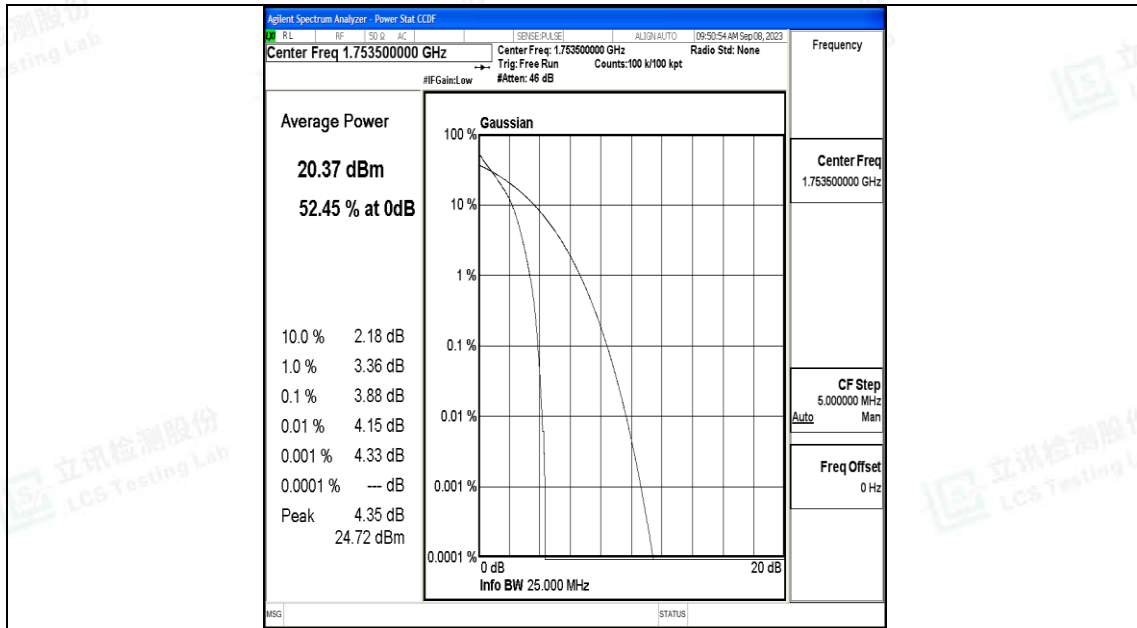 Agilent Spectrum Analyzer - Power Stat CCDF
LXI RL RF 50 Ω AC SENSE:PULSE ALIGN AUTO 09:50:54 AM Sep 08, 2023
Center Freq 1.753500000 GHz
Center Freq: 1.753500000 GHz Radio Std: None
Trig: Free Run Counts:100 k/100 kpt
#IFGain:Low #Atten: 46 dB
Frequency
Average Power
20.37 dBm
52.45 % at 0dB
10.0 % 2.18 dB
1.0 % 3.36 dB
0.1 % 3.88 dB
0.01 % 4.15 dB
0.001 % 4.33 dB
0.0001 % --- dB
Peak 4.35 dB
24.72 dBm
Gaussian
100 %
10 %
1 %
0.1 %
0.01 %
0.001 %
0.0001 %
0 dB 20 dB
Info BW 25.000 MHz
Center Freq
1.753500000 GHz
CF Step
5.000000 MHz
Auto Man
Freq Offset
0 Hz
MSG STATUS
立讯检测股份
LCS Testing Lab
立讯检测股份